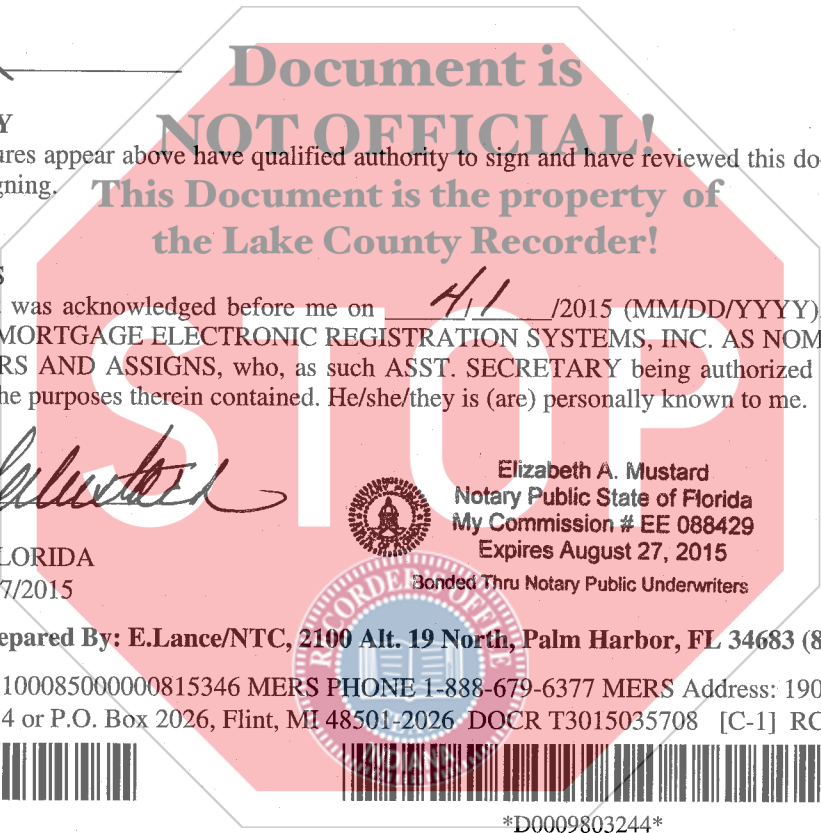 Document is
NOT OFFICIAL!
This Document is the property of
the Lake County Recorder!
STOP
Y
ures appear above have qualified authority to sign and have reviewed this do-
gning.
S
was acknowledged before me on 4/1 /2015 (MM/DD/YYYY)
MORTGAGE ELECTRONIC REGISTRATION SYSTEMS, INC. AS NOM
RS AND ASSIGNS, who, as such ASST. SECRETARY being authorized
he purposes therein contained. He/she/they is (are) personally known to me.
Elizabeth A. Mustard
Notary Public State of Florida
My Commission # EE 088429
Expires August 27, 2015
Bonded Thru Notary Public Underwriters
LORIDA
7/2015
RECORDER'S OFFICE
INDIANA
epared By: E.Lance/NTC, 2100 Alt. 19 North, Palm Harbor, FL 34683 (8
100085000000815346 MERS PHONE 1-888-679-6377 MERS Address: 190
4 or P.O. Box 2026, Flint, MI 48501-2026 DOCR T3015035708 [C-1] RC
*D0009803244*